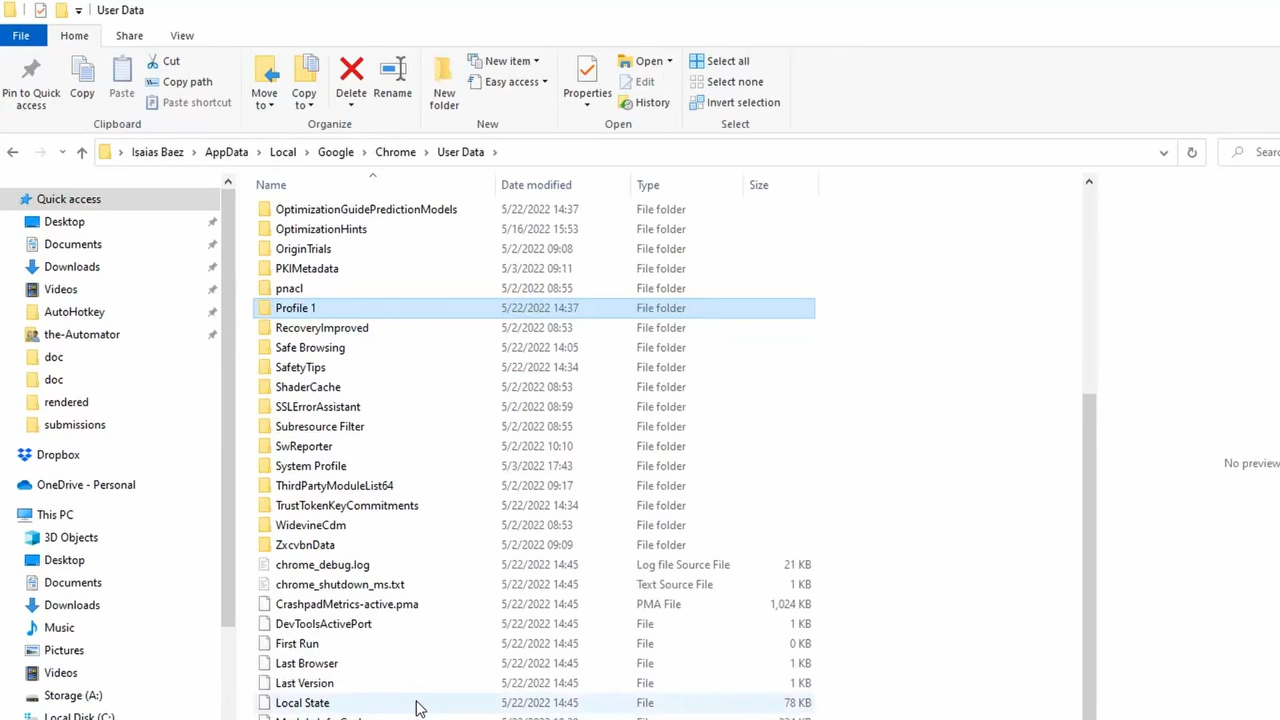 User Data
File Home Share View
Pin to Quick access
Copy
Paste
Cut
Copy path
Paste shortcut
Clipboard
Move to
Copy to
Delete
Rename
Organize
New folder
New item
Easy access
New
Properties
Open
Edit
History
Open
Select all
Select none
Invert selection
Select
Isaias Baez > AppData > Local > Google > Chrome > User Data >
Quick access
Desktop
Documents
Downloads
Videos
AutoHotkey
the-Automator
doc
doc
rendered
submissions
Dropbox
OneDrive - Personal
This PC
3D Objects
Desktop
Documents
Downloads
Music
Pictures
Videos
Storage (A:)
Local Disk (C:)
Name Date modified Type Size
OptimizationGuidePredictionModels 5/22/2022 14:37 File folder
OptimizationHints 5/16/2022 15:53 File folder
OriginTrials 5/2/2022 09:08 File folder
PKIMetadata 5/3/2022 09:11 File folder
pnacl 5/2/2022 08:55 File folder
Profile 1 5/22/2022 14:37 File folder
RecoveryImproved 5/2/2022 08:53 File folder
Safe Browsing 5/22/2022 14:05 File folder
SafetyTips 5/22/2022 14:34 File folder
ShaderCache 5/2/2022 08:53 File folder
SSLErrorAssistant 5/2/2022 08:59 File folder
Subresource Filter 5/2/2022 08:55 File folder
SwReporter 5/2/2022 10:10 File folder
System Profile 5/3/2022 17:43 File folder
ThirdPartyModuleList64 5/2/2022 09:17 File folder
TrustTokenKeyCommitments 5/22/2022 14:34 File folder
WidevineCdm 5/2/2022 08:53 File folder
ZxcvbnData 5/2/2022 09:09 File folder
chrome_debug.log 5/22/2022 14:45 Log file Source File 21 KB
chrome_shutdown_ms.txt 5/22/2022 14:45 Text Source File 1 KB
CrashpadMetrics-active.pma 5/22/2022 14:45 PMA File 1,024 KB
DevToolsActivePort 5/22/2022 14:45 File 1 KB
First Run 5/22/2022 14:45 File 0 KB
Last Browser 5/22/2022 14:45 File 1 KB
Last Version 5/22/2022 14:45 File 1 KB
Local State 5/22/2022 14:45 File 78 KB
No preview